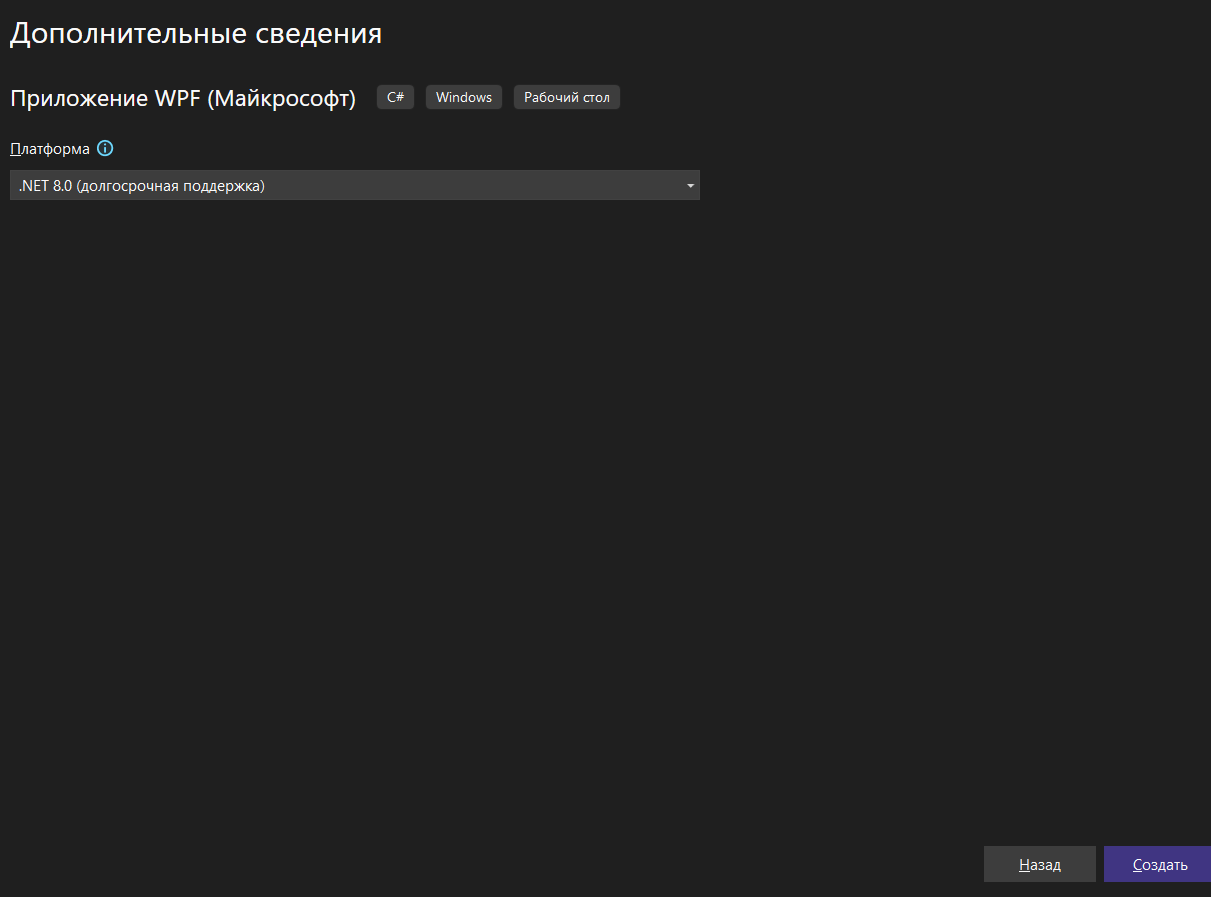 Дополнительные сведения
Приложение WPF (Майкрософт) C# Windows Рабочий стол
Платформа
.NET 8.0 (долгосрочная поддержка)
Назад Создать